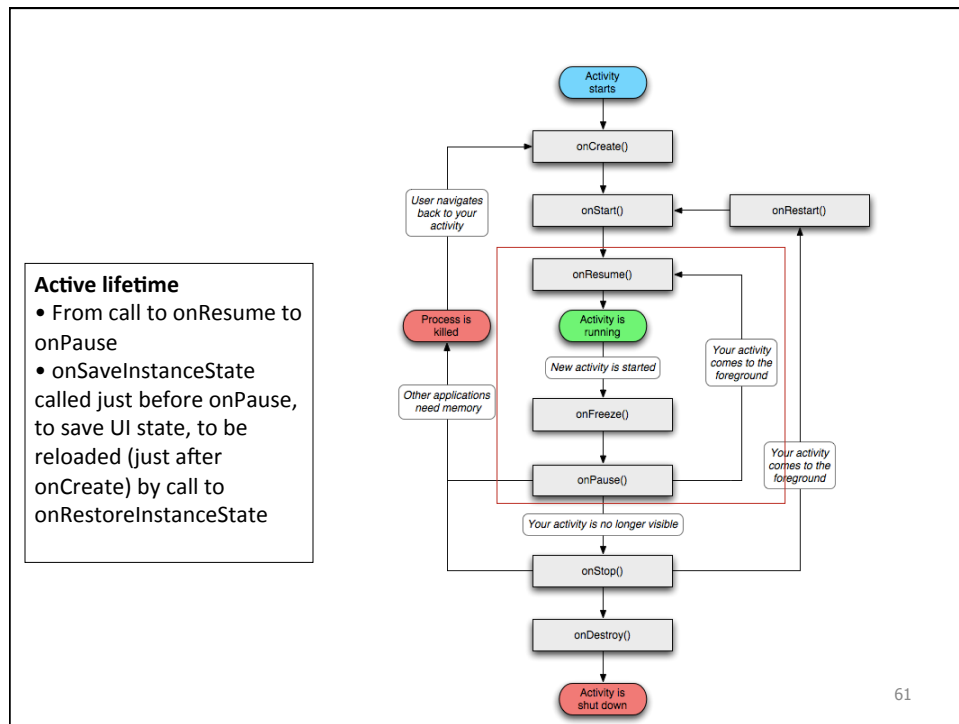 Active lifetime
• From call to onResume to
onPause
• onSaveInstanceState
called just before onPause,
to save UI state, to be
reloaded (just after
onCreate) by call to
onRestoreInstanceState
Activity
starts
onCreate()
User navigates
back to your
activity
onStart()
onRestart()
onResume()
Process is
killed
Activity is
running
Your activity
comes to the
foreground
New activity is started
Other applications
need memory
onFreeze()
Your activity
comes to the
foreground
onPause()
Your activity is no longer visible
onStop()
onDestroy()
Activity is
shut down
61